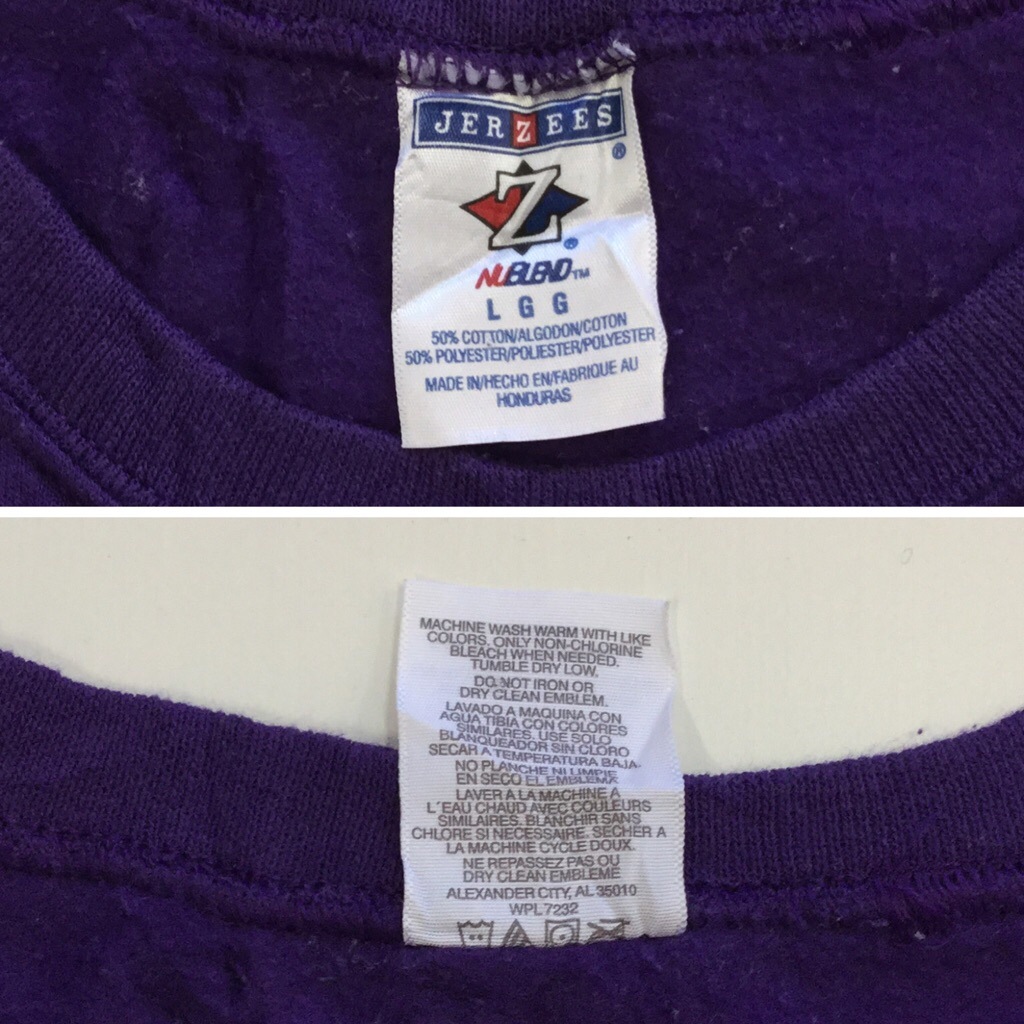 JERZEES
®
Z
®
NUBLEND™
L G G
50% COTTON/ALGODON/COTON
50% POLYESTER/POLIESTER/POLYESTER
MADE IN/HECHO EN/FABRIQUE AU
HONDURAS
MACHINE WASH WARM WITH LIKE
COLORS. ONLY NON-CHLORINE
BLEACH WHEN NEEDED.
TUMBLE DRY LOW.
DO NOT IRON OR
DRY CLEAN EMBLEM.
LAVADO A MAQUINA CON
AGUA TIBIA CON COLORES
SIMILARES. USE SOLO
BLANQUEADOR SIN CLORO
SECAR A TEMPERATURA BAJA.
NO PLANCHE NI LIMPIE
EN SECO EL EMBLEMA
LAVER A LA MACHINE A
L'EAU CHAUD AVEC COULEURS
SIMILAIRES. BLANCHIR SANS
CHLORE SI NECESSAIRE. SECHER A
LA MACHINE CYCLE DOUX.
NE REPASSEZ PAS OU
DRY CLEAN EMBLEME
ALEXANDER CITY, AL 35010
WPL 7232